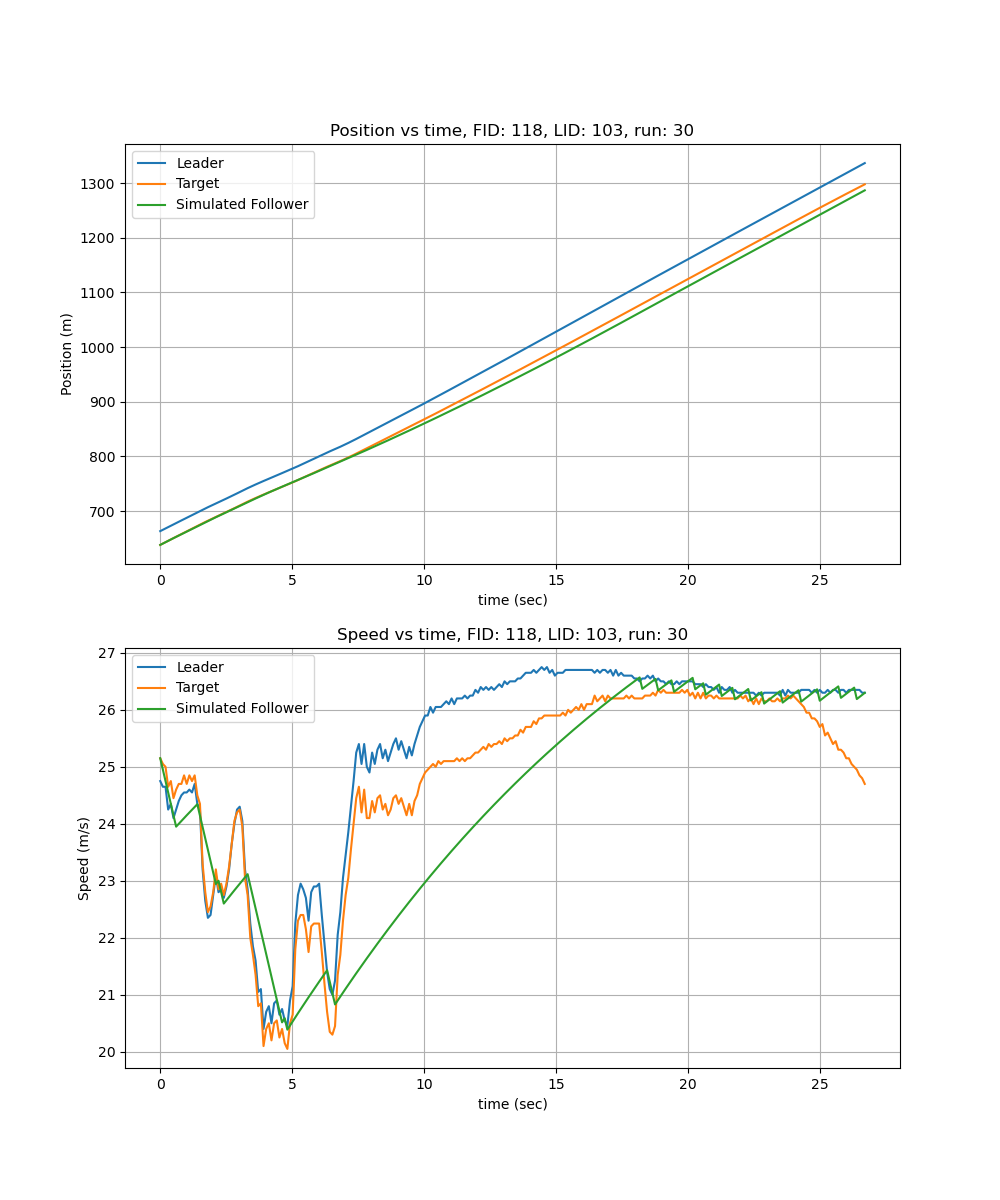 Position vs time, FID: 118, LID: 103, run: 30
Leader
Target
Simulated Follower
1300
1200
1100
1000
900
800
700
Position (m)
0 5 10 15 20 25
time (sec)
Speed vs time, FID: 118, LID: 103, run: 30
Leader
Target
Simulated Follower
27
26
25
24
23
22
21
20
Speed (m/s)
0 5 10 15 20 25
time (sec)